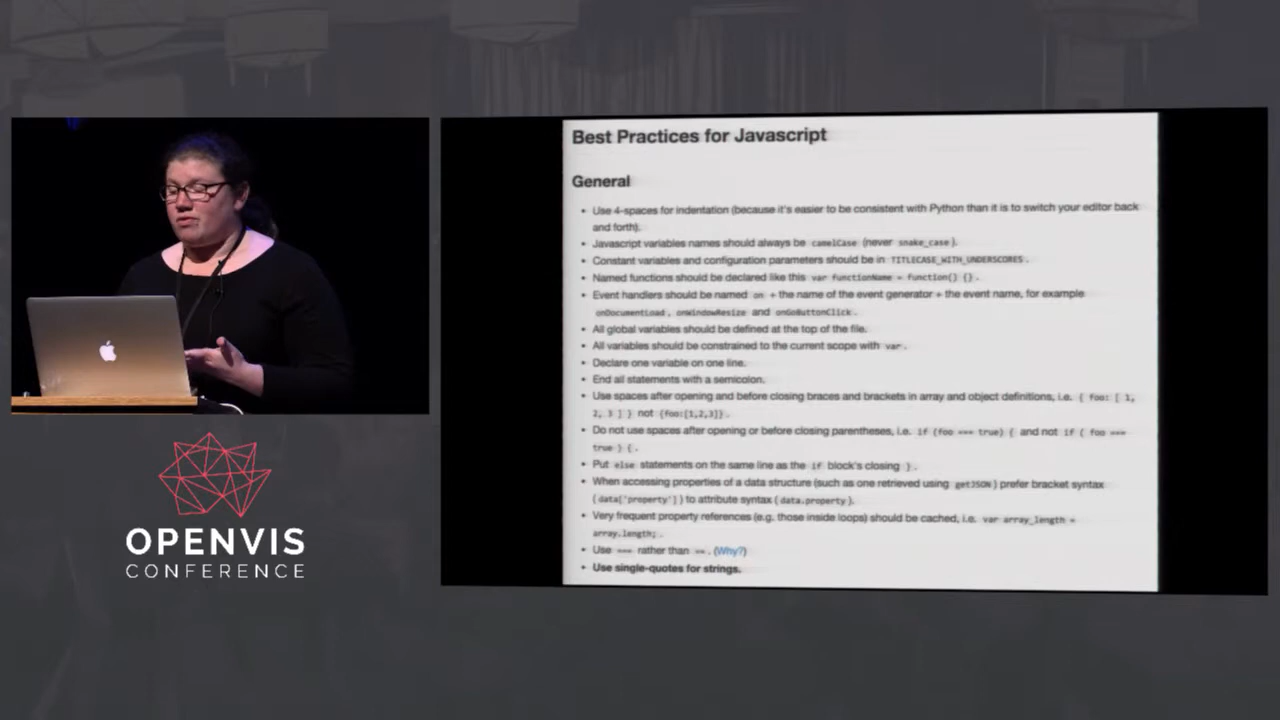 Best Practices for Javascript
General
• Use 4-spaces for indentation (because it's easier to be consistent with Python than it is to switch your editor back
and forth).
• Javascript variables names should always be camelCase (never snake_case).
• Constant variables and configuration parameters should be in TITLECASE_WITH_UNDERSCORES.
• Named functions should be declared like this var functionName = function() {}.
• Event handlers should be named on + the name of the event generator + the event name, for example
onDocumentLoad, onWindowResize and onGoButtonClick.
• All global variables should be defined at the top of the file.
• All variables should be constrained to the current scope with var.
• Declare one variable on one line.
• End all statements with a semicolon.
• Use spaces after opening and before closing braces and brackets in array and object definitions, i.e. { foo: [ 1,
2, 3 ] } not {foo:[1,2,3]}.
• Do not use spaces after opening or before closing parentheses, i.e. if (foo === true) { and not if ( foo ===
true ) {.
• Put else statements on the same line as the if block's closing }.
• When accessing properties of a data structure (such as one retrieved using getJSON) prefer bracket syntax
(data['property']) to attribute syntax (data.property).
• Very frequent property references (e.g. those inside loops) should be cached, i.e. var array_length =
array.length;.
• Use === rather than ==. (Why?)
• Use single-quotes for strings.
OPENVIS
CONFERENCE